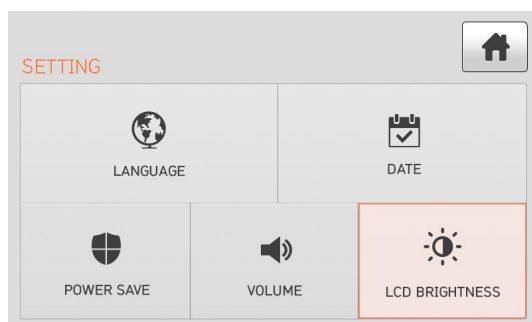 SETTING
LANGUAGE
DATE
POWER SAVE
VOLUME
LCD BRIGHTNESS